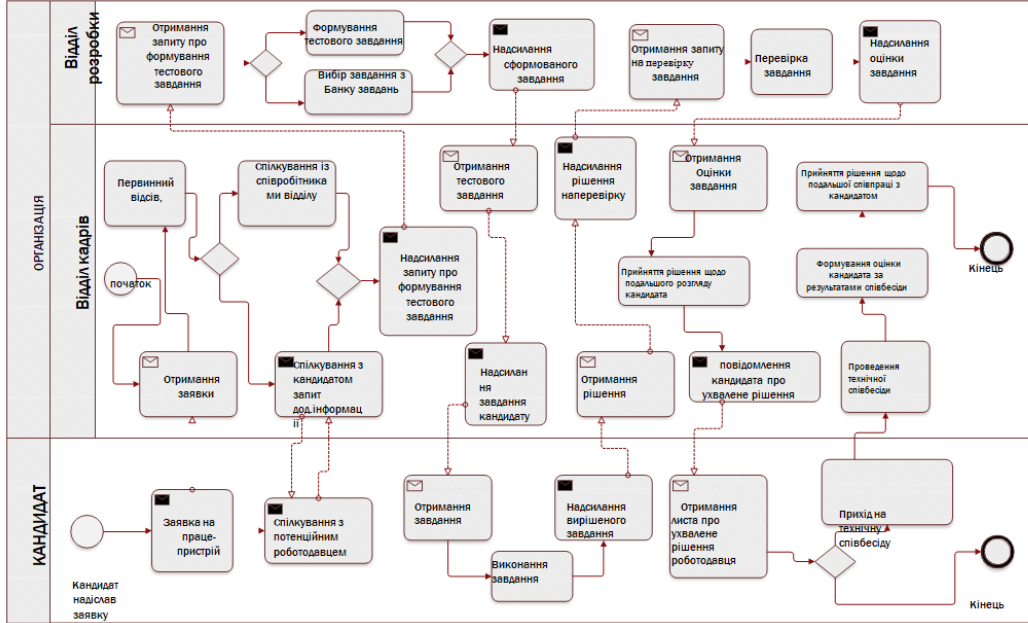 ОРГАНІЗАЦІЯ
Відділ
розробки
Отримання
запиту про
формування
тестового
завдання
Формування
тестового завдання
Вибір завдання з
Банку завдань
Надсилання
сформованого
завдання
Отримання запиту
на перевірку
завдання
Перевірка
завдання
Надсилання
оцінки завдання
Відділ кадрів
Первинний
відсів,
Спілкування із
співробітника
ми відділу
початок
Отримання
заявки
Спілкування з
кандидатом
запит
дод.інформац
ії
Надсилання
запиту про
формування
тестового
завдання
Отримання
тестового
завдання
Надсилан
ня
завдання
кандидату
Надсилання
рішення
наперевірку
Отримання
рішення
Отримання
Оцінки
завдання
Прийняття рішення щодо
подальшого розгляду
кандидата
повідомлення
кандидата про
ухвалене рішення
Прийняття рішення щодо
подальшої співпраці з
кандидатом
Формування оцінки
кандидата за
результатами співбесіди
Проведення
технічної
співбесіди
Кінець
КАНДИДАТ
Кандидат
надіслав
заявку
Заявка на
праце-
пристрій
Спілкування з
потенційним
роботодавцем
Отримання
завдання
Виконання
завдання
Надсилання
вирішеного
завдання
Отримання
листа про
ухвалене
рішення
роботодавця
Прихід на
технічну
співбесіду
Кінець